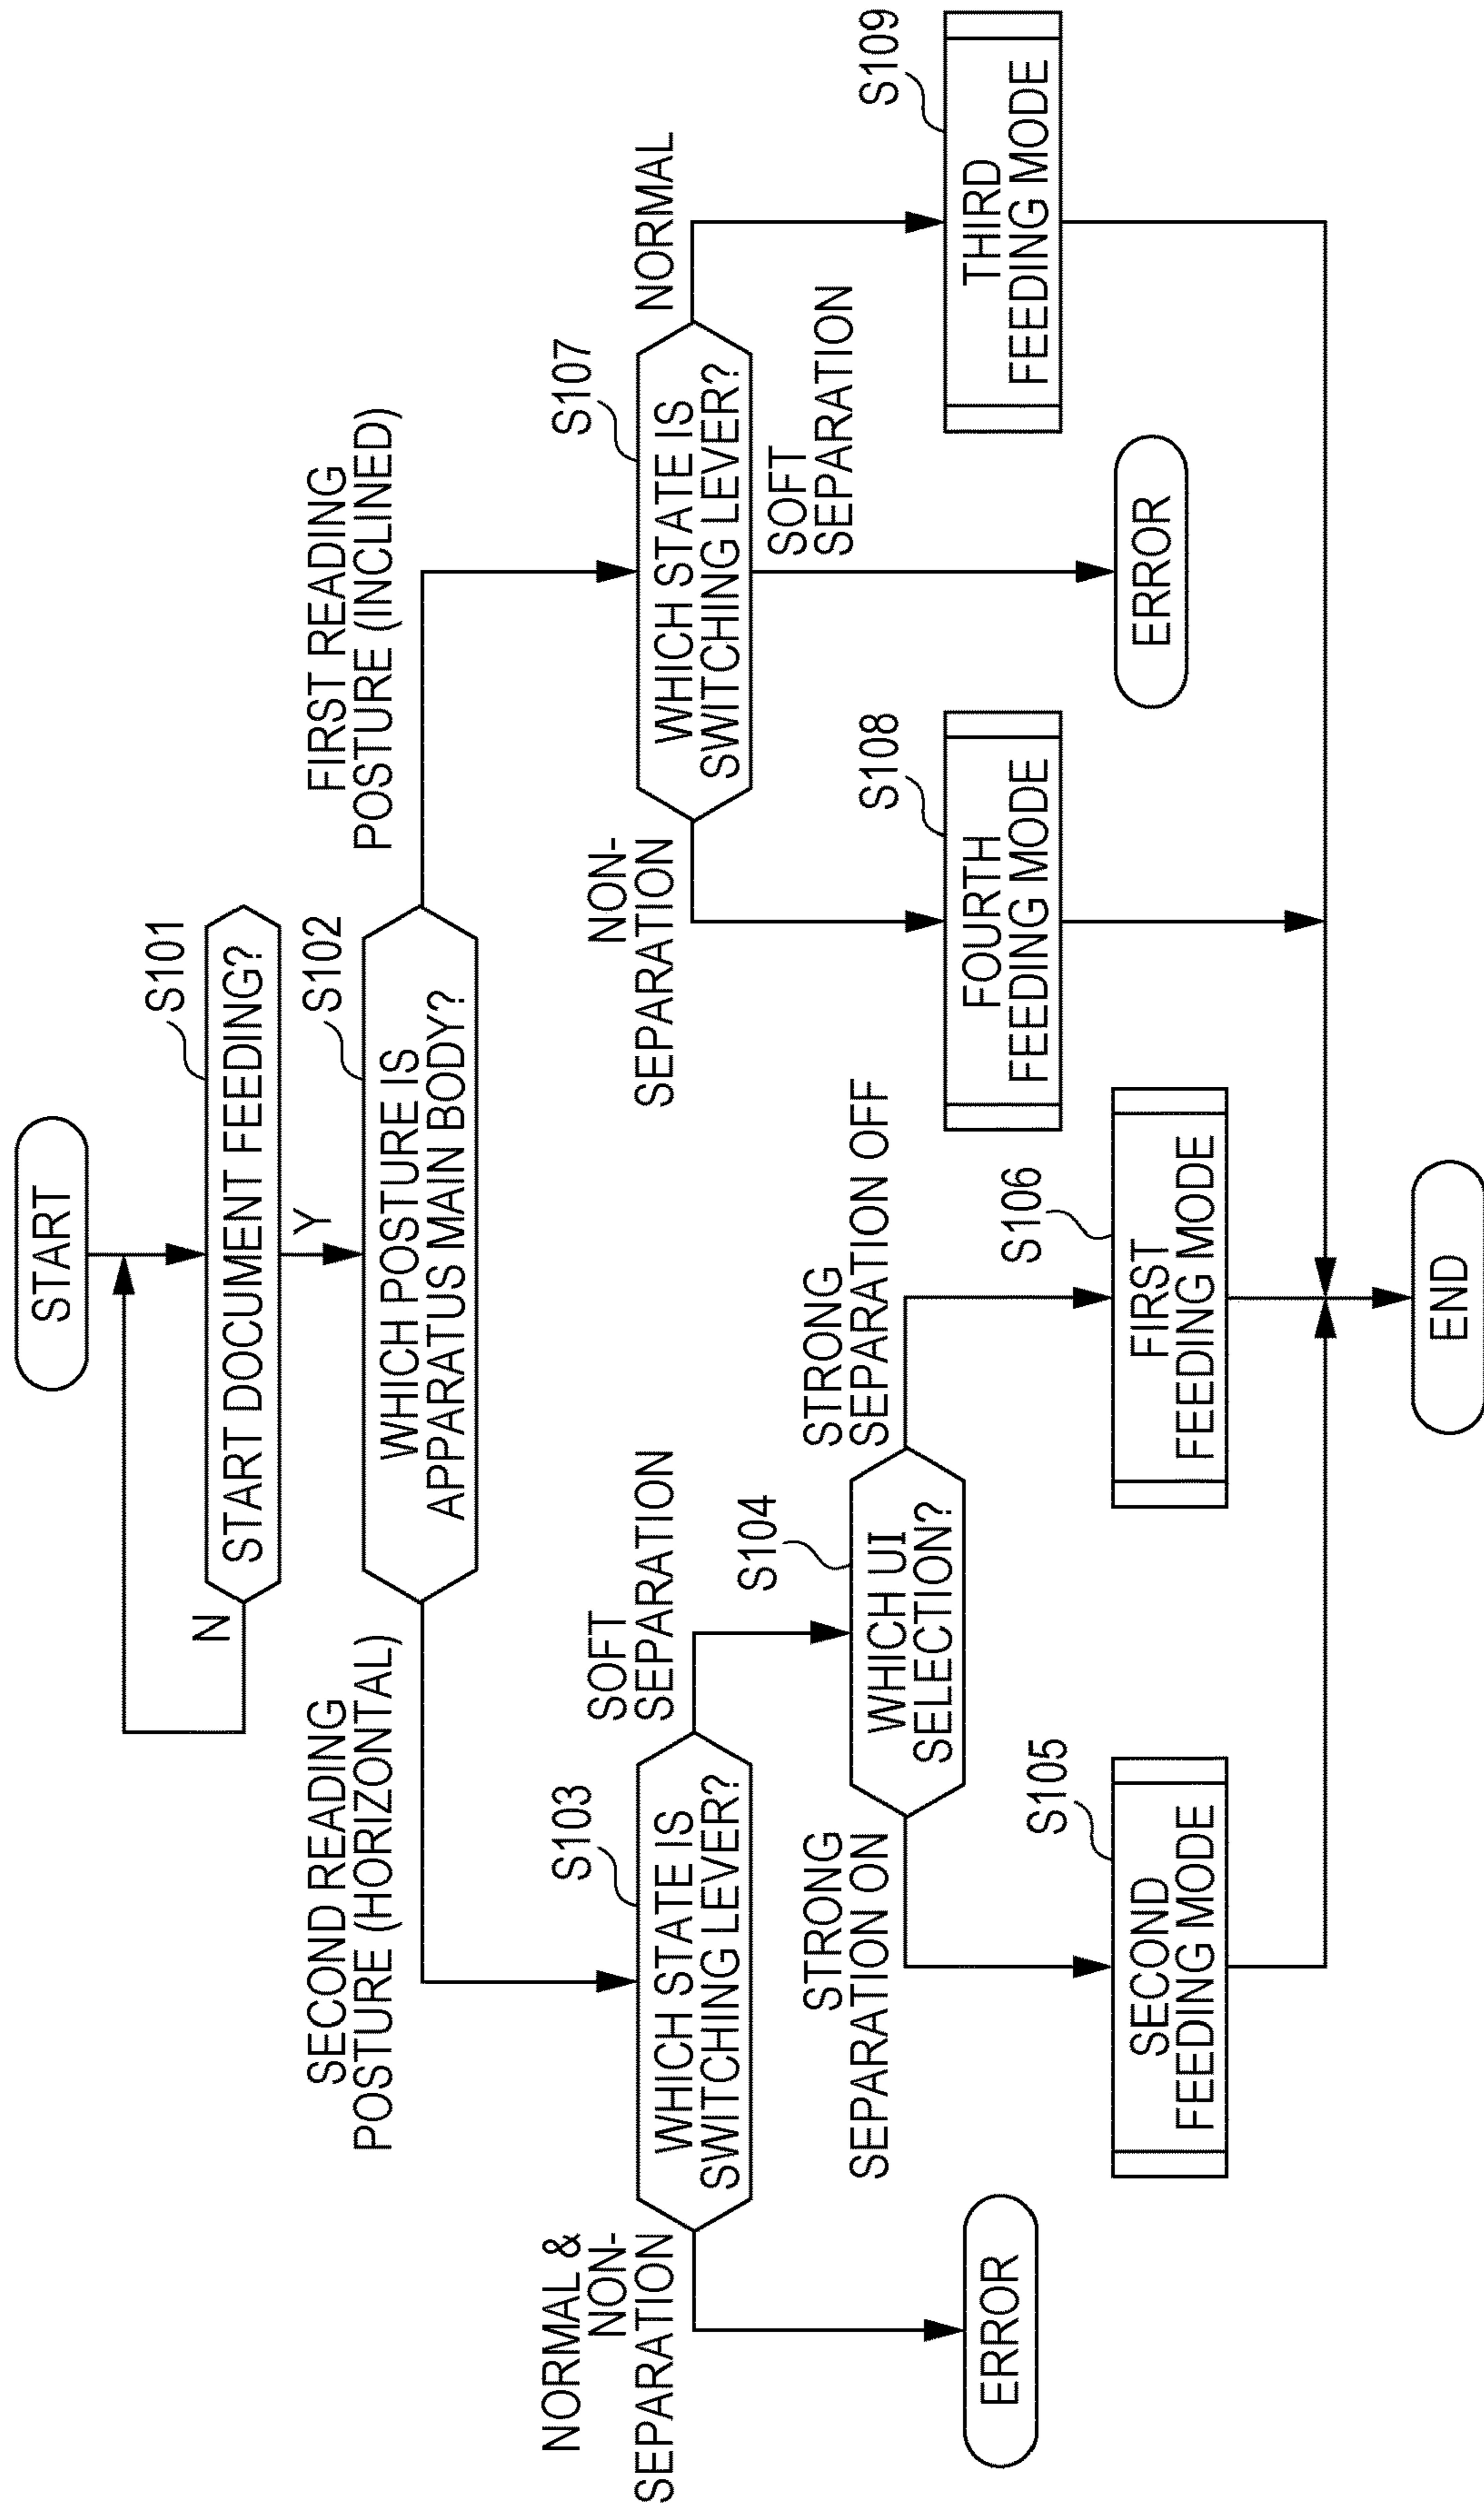 START
S101
START DOCUMENT FEEDING?
N
Y
S102
WHICH POSTURE IS
APPARATUS MAIN BODY?
SECOND READING
POSTURE (HORIZONTAL)
FIRST READING
POSTURE (INCLINED)
S103
WHICH STATE IS
SWITCHING LEVER?
NORMAL &
NON-
SEPARATION
SOFT
SEPARATION
ERROR
S104
WHICH UI
SELECTION?
STRONG
SEPARATION ON
STRONG
SEPARATION OFF
S105
SECOND
FEEDING MODE
S106
FIRST
FEEDING MODE
S107
WHICH STATE IS
SWITCHING LEVER?
NON-
SEPARATION
SOFT
SEPARATION
NORMAL
S108
FOURTH
FEEDING MODE
ERROR
S109
THIRD
FEEDING MODE
END